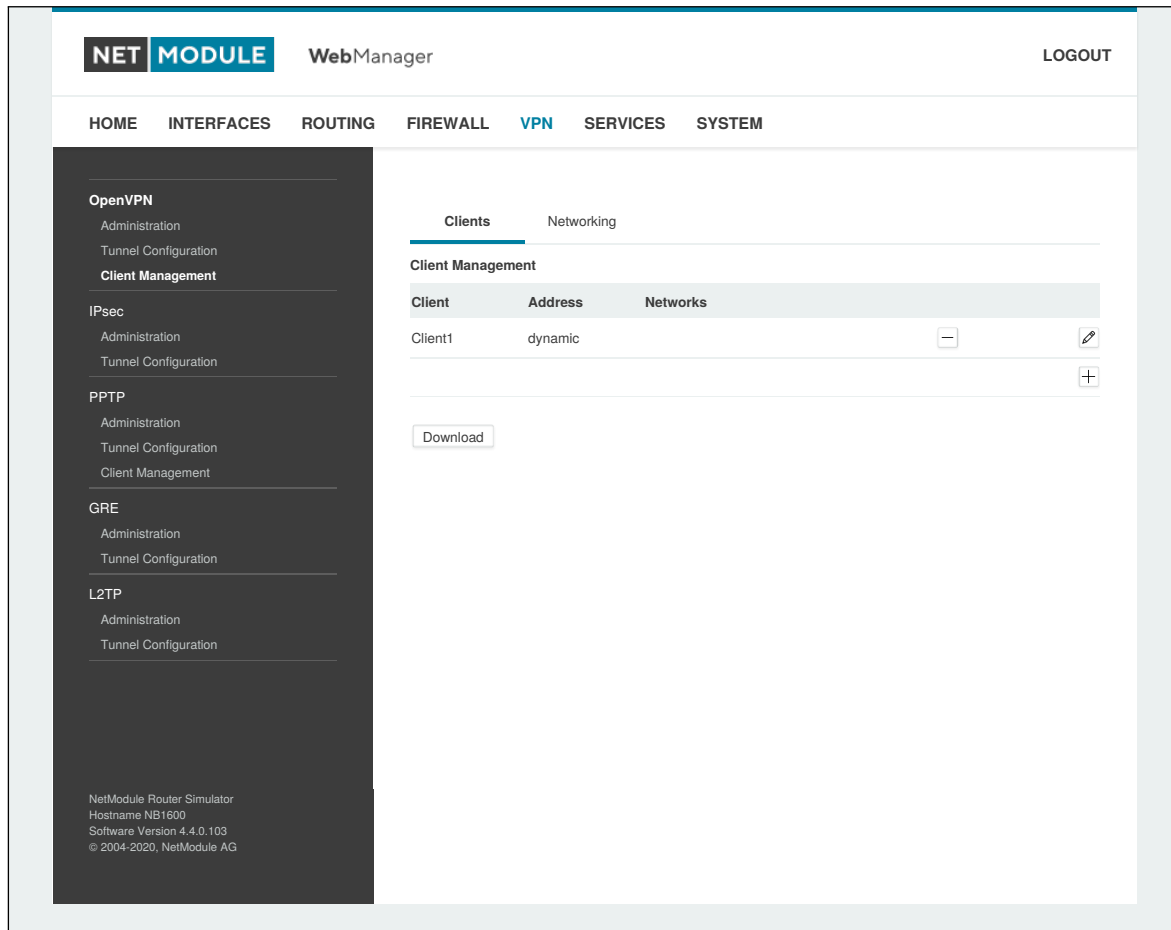 NET MODULE WebManager LOGOUT
HOME INTERFACES ROUTING FIREWALL VPN SERVICES SYSTEM
OpenVPN
Administration
Tunnel Configuration
Client Management
IPsec
Administration
Tunnel Configuration
PPTP
Administration
Tunnel Configuration
Client Management
GRE
Administration
Tunnel Configuration
L2TP
Administration
Tunnel Configuration
NetModule Router Simulator
Hostname NB1600
Software Version 4.4.0.103
© 2004-2020, NetModule AG
Clients Networking
Client Management
Client Address Networks
Client1 dynamic
Download